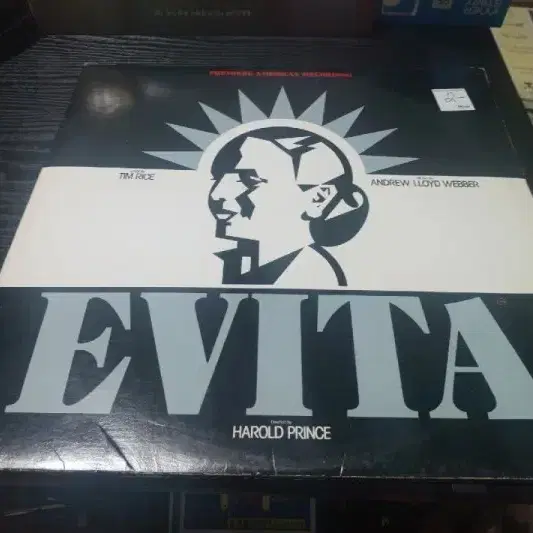 PREMIERE AMERICAN RECORDING
TIM RICE
ANDREW LLOYD WEBBER
EVITA
HAROLD PRINCE